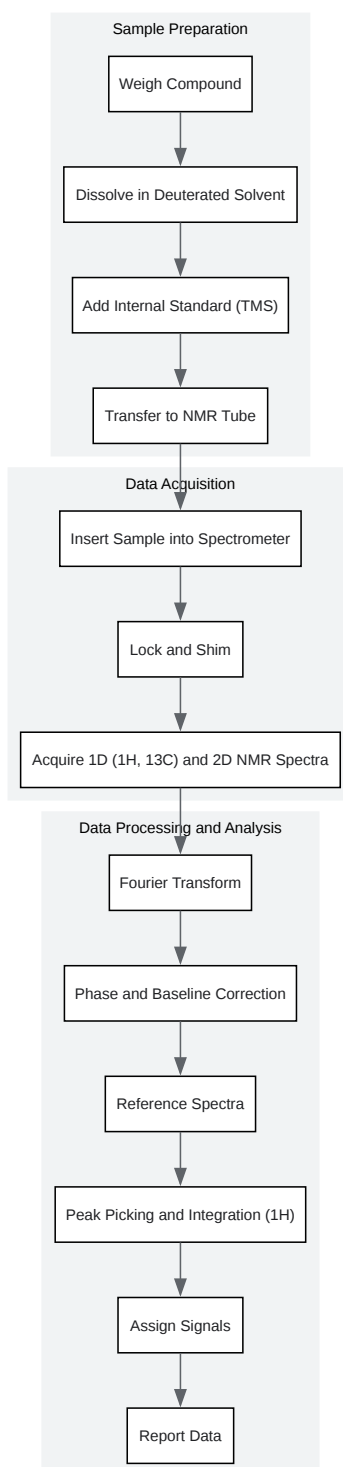 Sample Preparation
Weigh Compound
Dissolve in Deuterated Solvent
Add Internal Standard (TMS)
Transfer to NMR Tube
Data Acquisition
Insert Sample into Spectrometer
Lock and Shim
Acquire 1D (1H, 13C) and 2D NMR Spectra
Data Processing and Analysis
Fourier Transform
Phase and Baseline Correction
Reference Spectra
Peak Picking and Integration (1H)
Assign Signals
Report Data